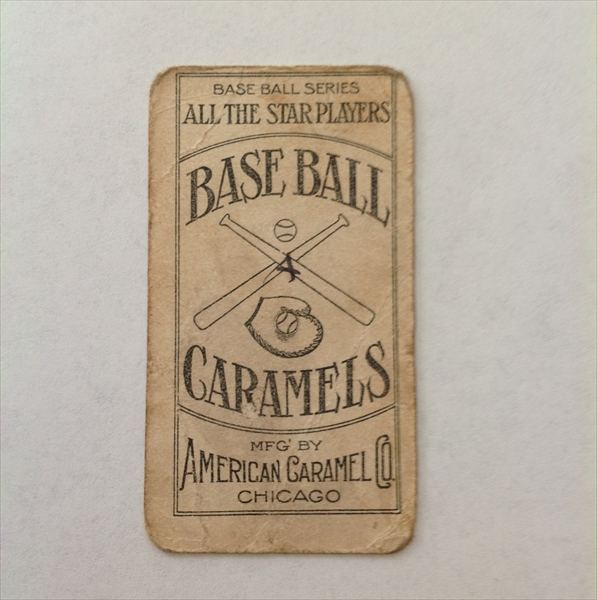 BASE BALL SERIES
ALL THE STAR PLAYERS
BASE BALL
A
CARAMELS
MFG' BY
AMERICAN CARAMEL CO.
CHICAGO